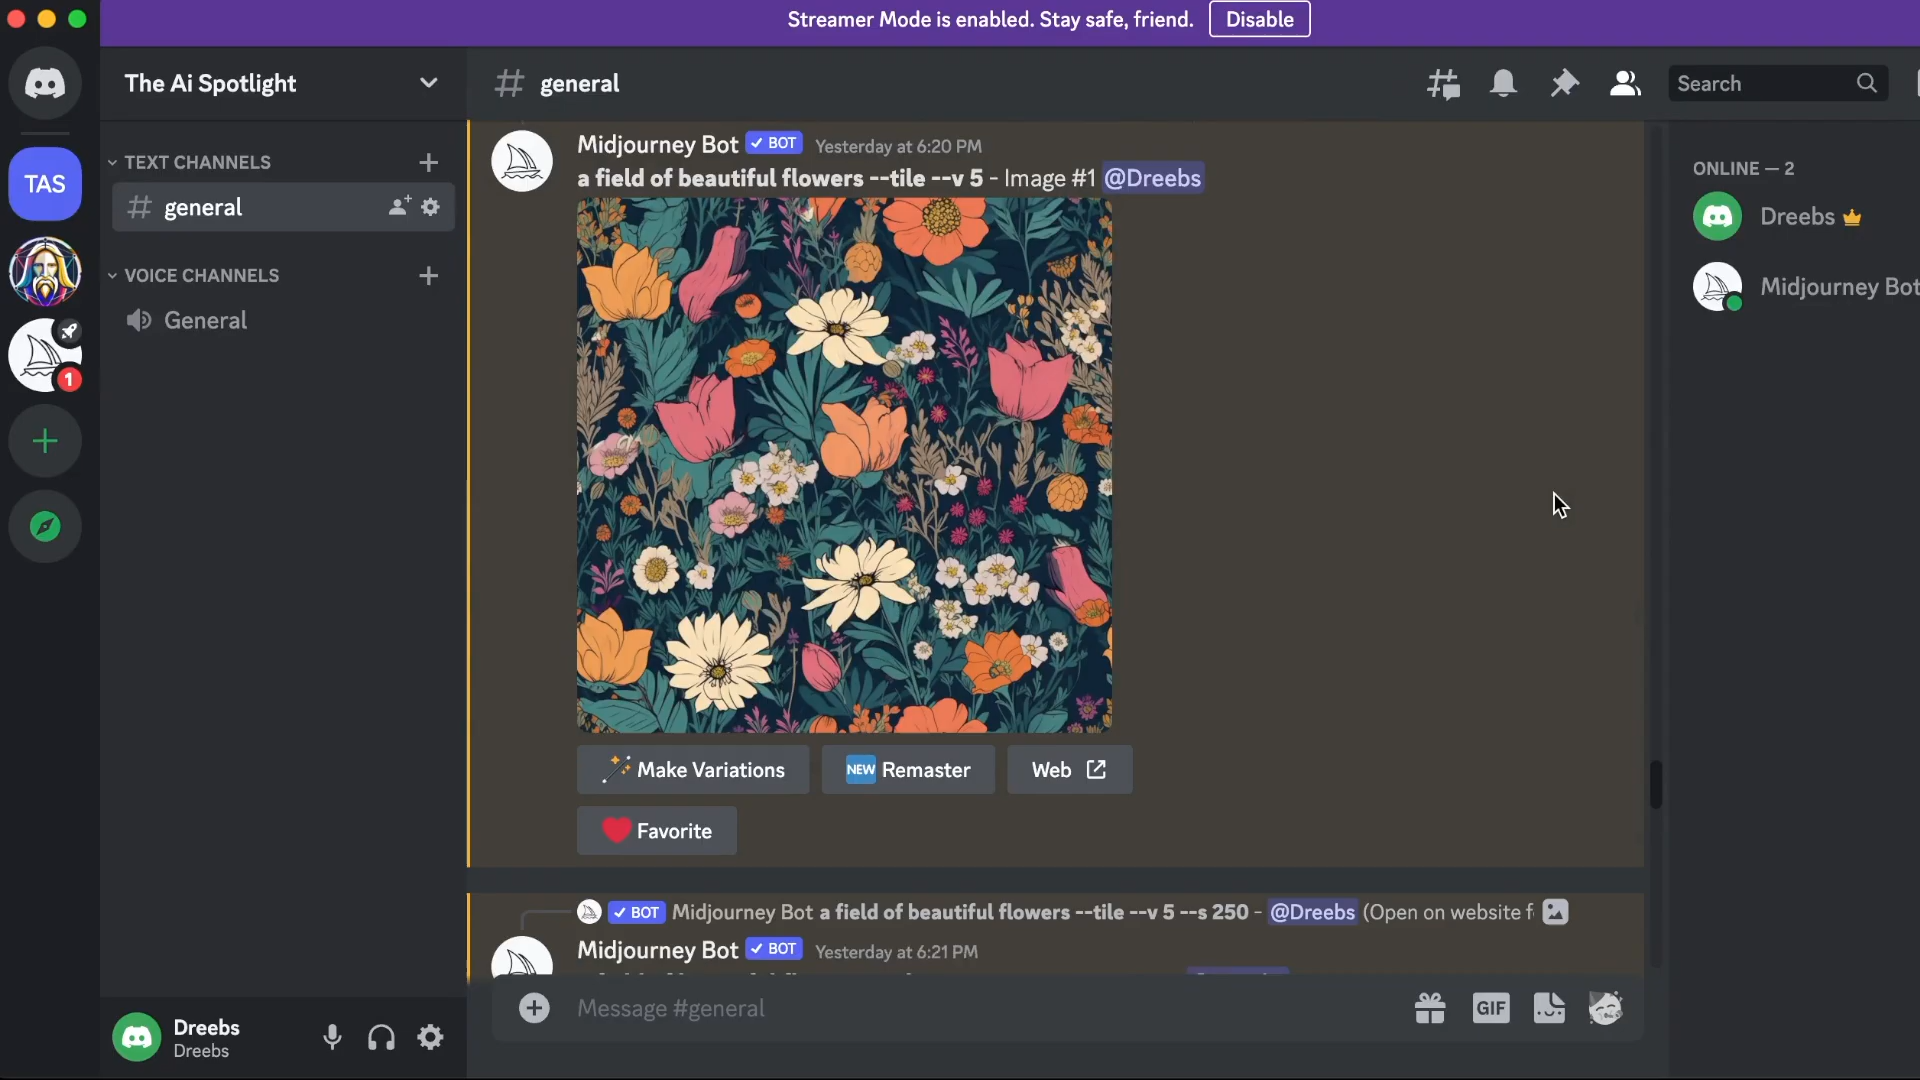 Streamer Mode is enabled. Stay safe, friend. Disable
The Ai Spotlight
general
Search
TEXT CHANNELS
general
VOICE CHANNELS
General
TAS
1
Midjourney Bot BOT Yesterday at 6:20 PM
a field of beautiful flowers --tile --v 5 - Image #1 @Dreebs
Make Variations
NEW Remaster
Web
Favorite
BOT Midjourney Bot a field of beautiful flowers --tile --v 5 --s 250 - @Dreebs (Open on website f
Midjourney Bot BOT Yesterday at 6:21 PM
Message #general
GIF
ONLINE — 2
Dreebs
Midjourney Bot
Dreebs
Dreebs